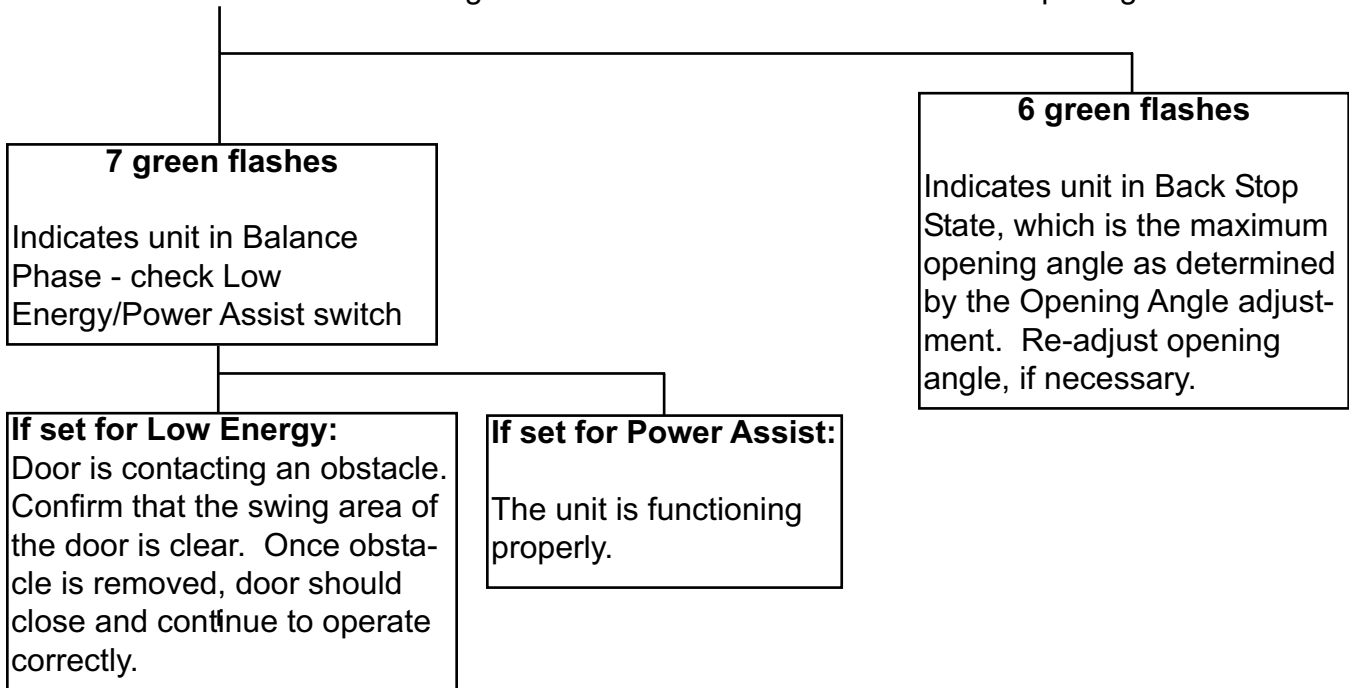 7 green flashes
Indicates unit in Balance
Phase - check Low
Energy/Power Assist switch
6 green flashes
Indicates unit in Back Stop
State, which is the maximum
opening angle as determined
by the Opening Angle adjust-
ment. Re-adjust opening
angle, if necessary.
If set for Low Energy:
Door is contacting an obstacle.
Confirm that the swing area of
the door is clear. Once obsta-
cle is removed, door should
close and continue to operate
correctly.
If set for Power Assist:
The unit is functioning
properly.